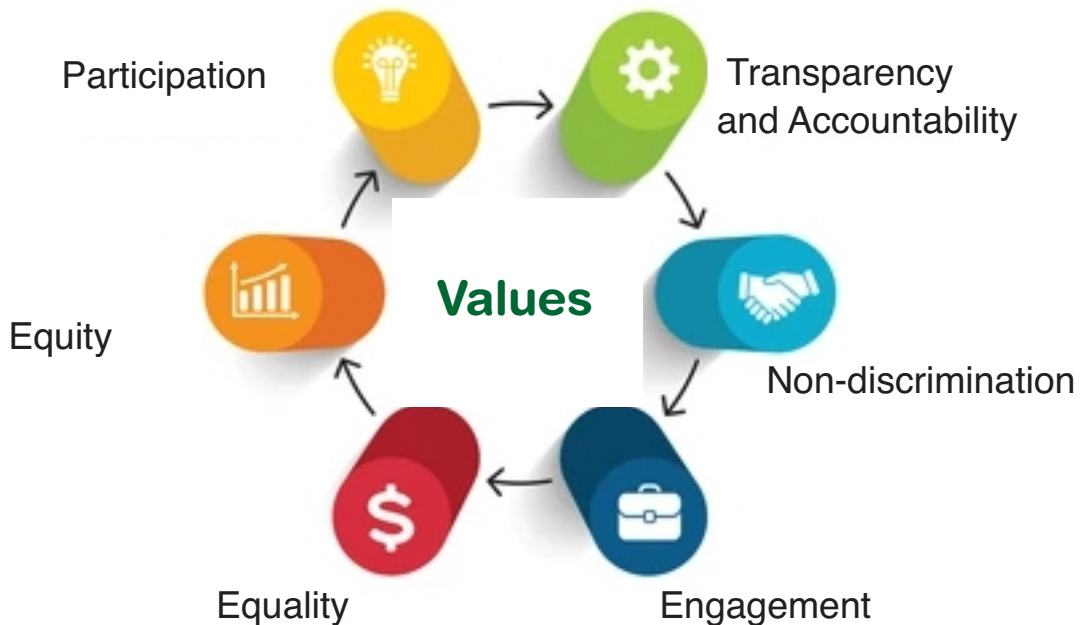 Participation
Transparency
and Accountability
Values
Equity
Non-discrimination
Equality
Engagement